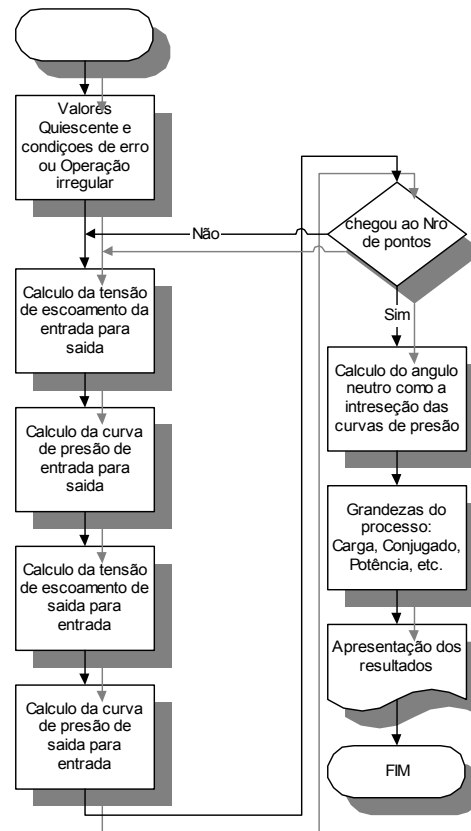 Valores
Quiescente e
condiçoes de erro
ou Operação
irregular
Calculo da tensão
de escoamento da
entrada para
saida
Calculo da curva
de presão de
entrada para
saida
Calculo da tensão
de escoamento de
saida para
entrada
Calculo da curva
de presão de
saida para
entrada
chegou ao Nro
de pontos
Não
Sim
Calculo do angulo
neutro como a
intreseção das
curvas de presão
Grandezas do
processo:
Carga, Conjugado,
Potência, etc.
Apresentação dos
resultados
FIM